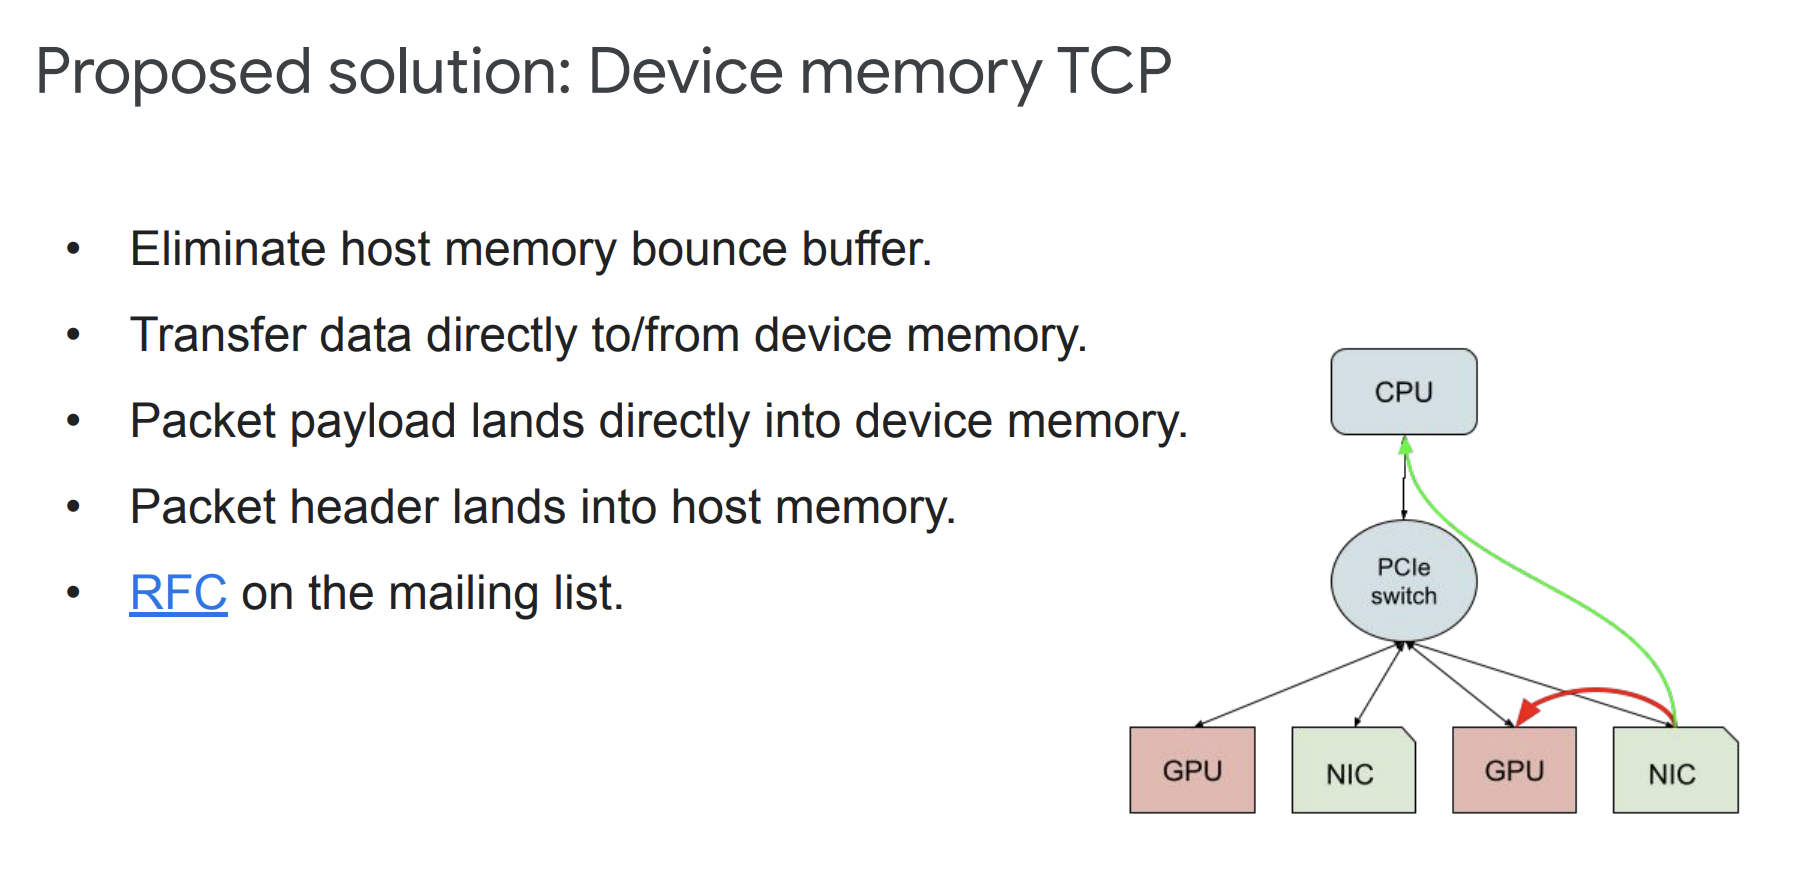 Proposed solution: Device memory TCP
• Eliminate host memory bounce buffer.
• Transfer data directly to/from device memory.
• Packet payload lands directly into device memory.
• Packet header lands into host memory.
• RFC on the mailing list.
CPU
PCIe
switch
GPU
NIC
GPU
NIC